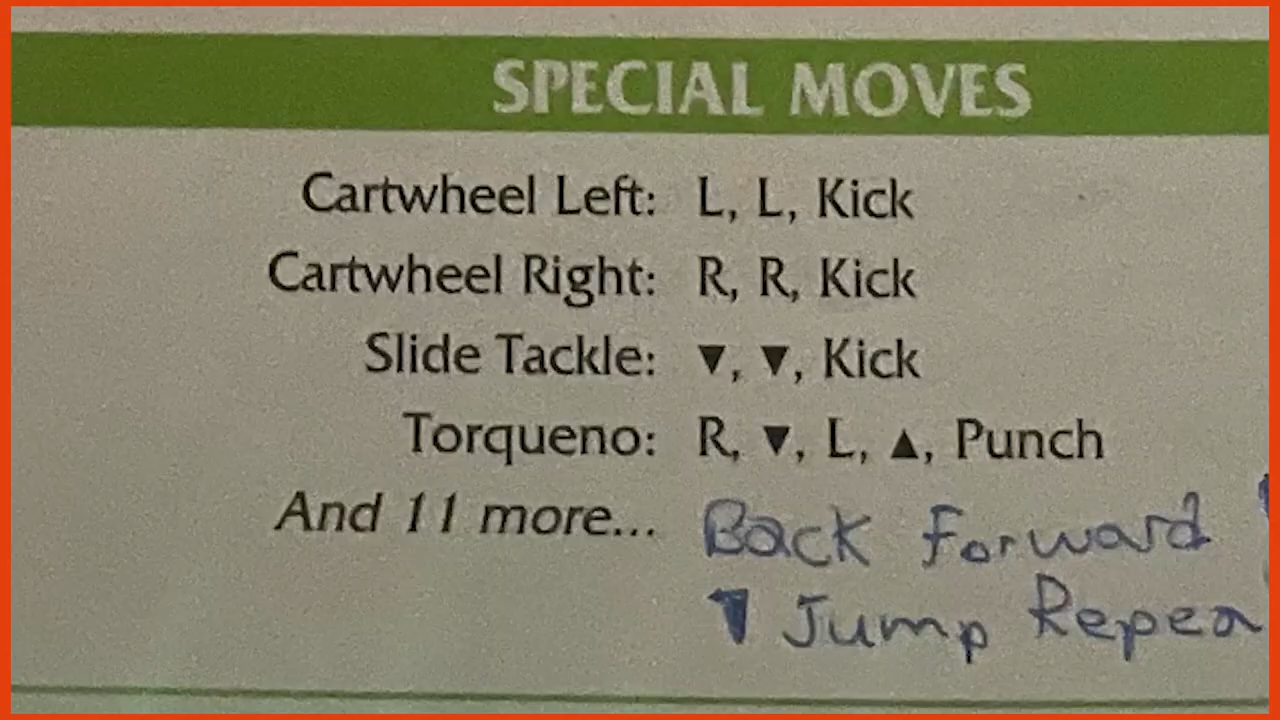 SPECIAL MOVES
Cartwheel Left: L, L, Kick
Cartwheel Right: R, R, Kick
Slide Tackle: ▼, ▼, Kick
Torqueno: R, ▼, L, ▲, Punch
And 11 more... Back Forward
Jump Repea